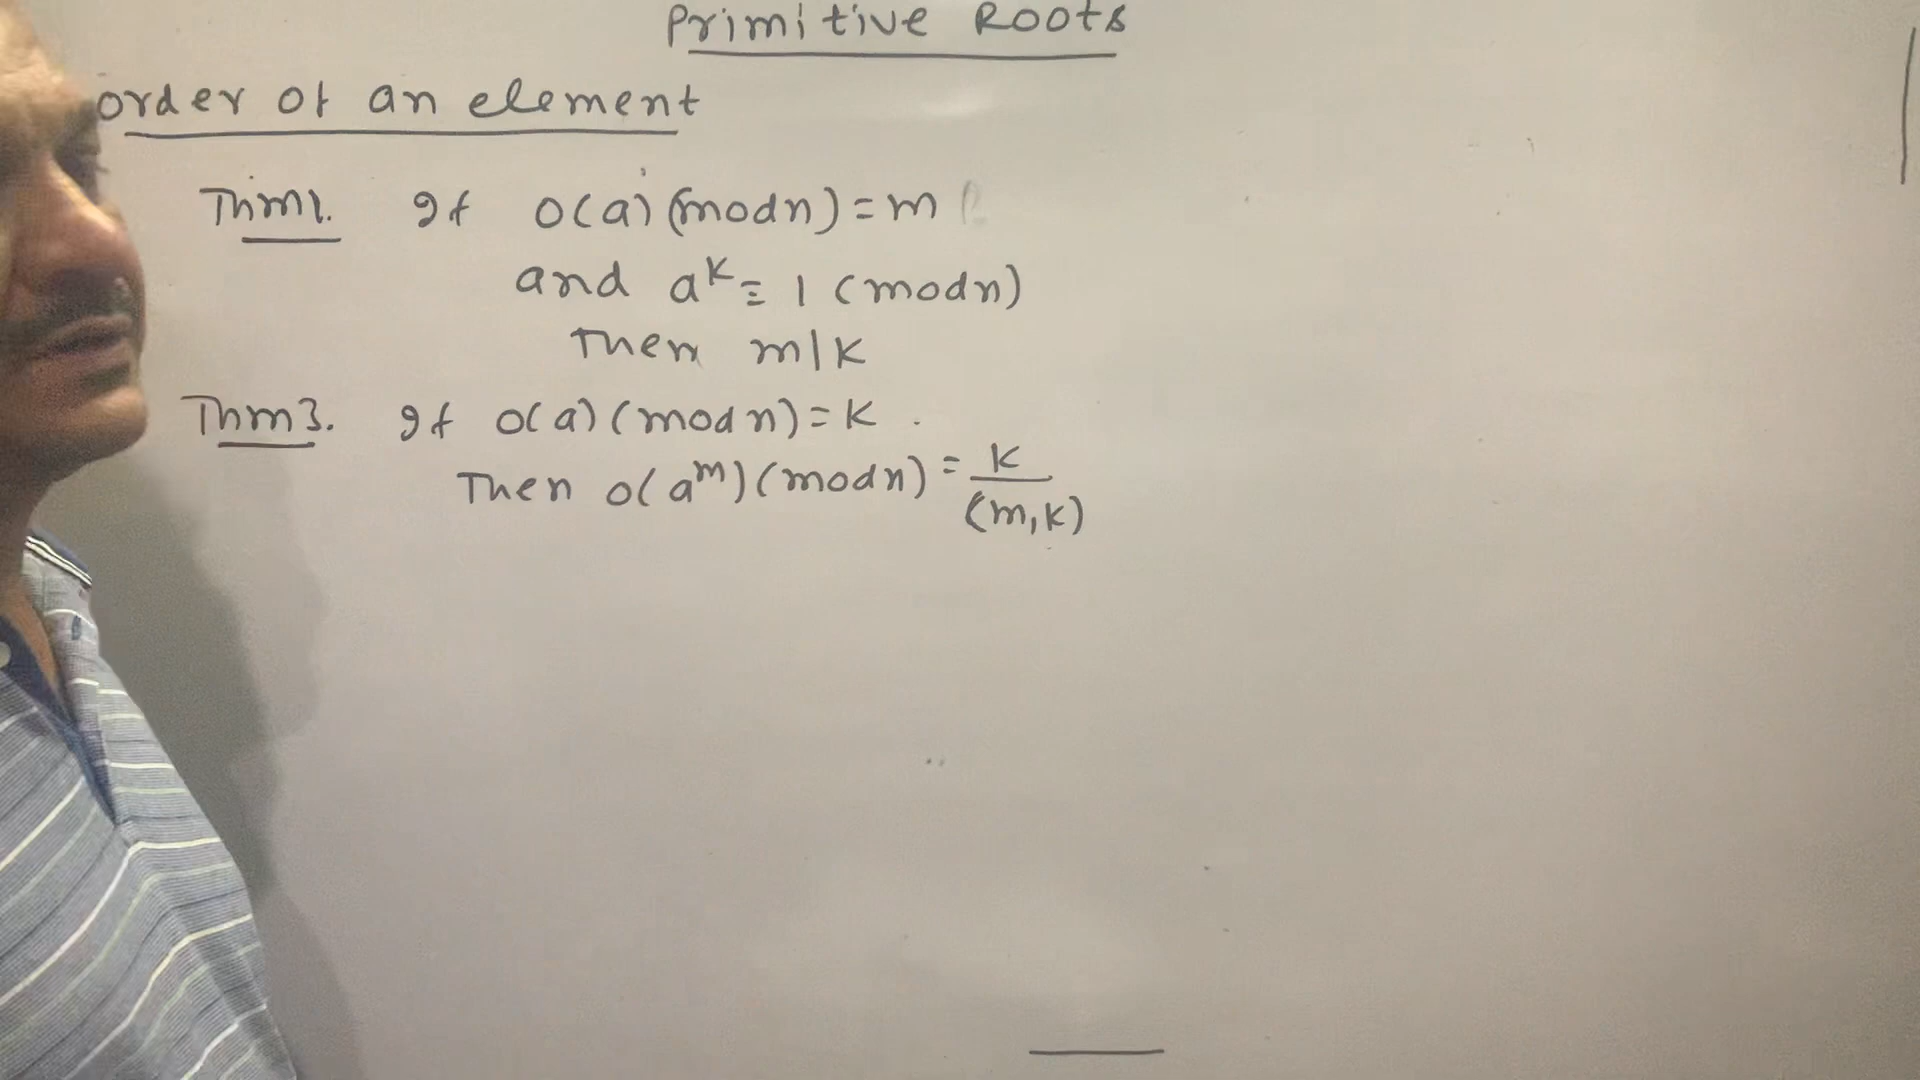 Primitive Roots
order of an element
Thm1. If o(a)(mod n) = m
and a^k ≡ 1 (mod n)
Then m|k
Thm3. If o(a)(mod n) = k.
Then o(a^m)(mod n) = k/(m,k)